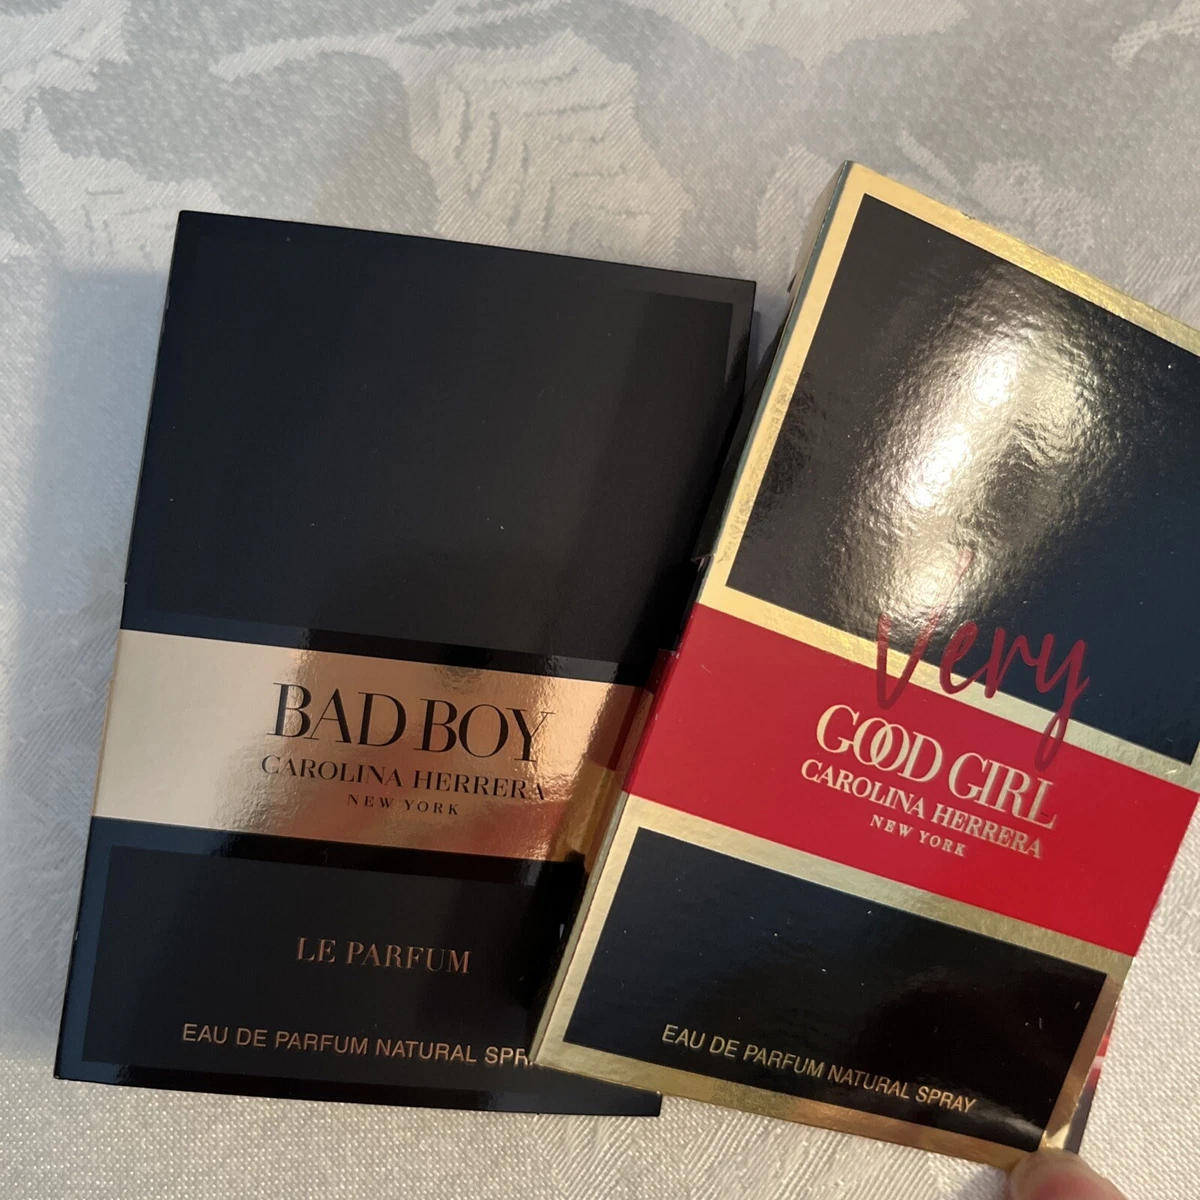 BAD BOY
CAROLINA HERRERA
NEW YORK
LE PARFUM
EAU DE PARFUM NATURAL SPR
Very
GOOD GIRL
CAROLINA HERRERA
NEW YORK
EAU DE PARFUM NATURAL SPRAY